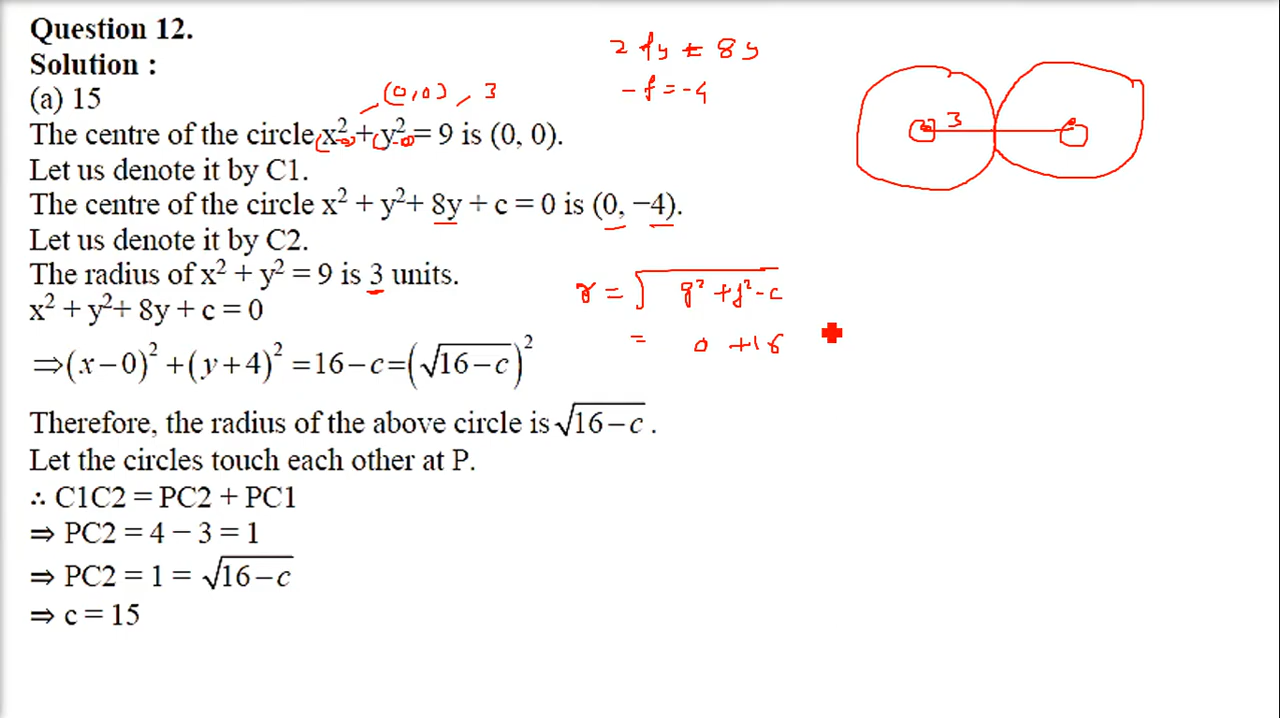 Question 12.
Solution :
(a) 15
(0,0) , 3
The centre of the circle x² + y² = 9 is (0, 0).
Let us denote it by C1.
The centre of the circle x² + y²+ 8y + c = 0 is (0, −4).
Let us denote it by C2.
The radius of x² + y² = 9 is 3 units.
x² + y²+ 8y + c = 0
⇒(x−0)² +(y+4)² =16−c=(√16−c)²
Therefore, the radius of the above circle is √16−c .
Let the circles touch each other at P.
∴ C1C2 = PC2 + PC1
⇒ PC2 = 4 − 3 = 1
⇒ PC2 = 1 = √16−c
⇒ c = 15
2fy = 8y
-f = -4
3
r = √g² + f² - c
= 0 + 16